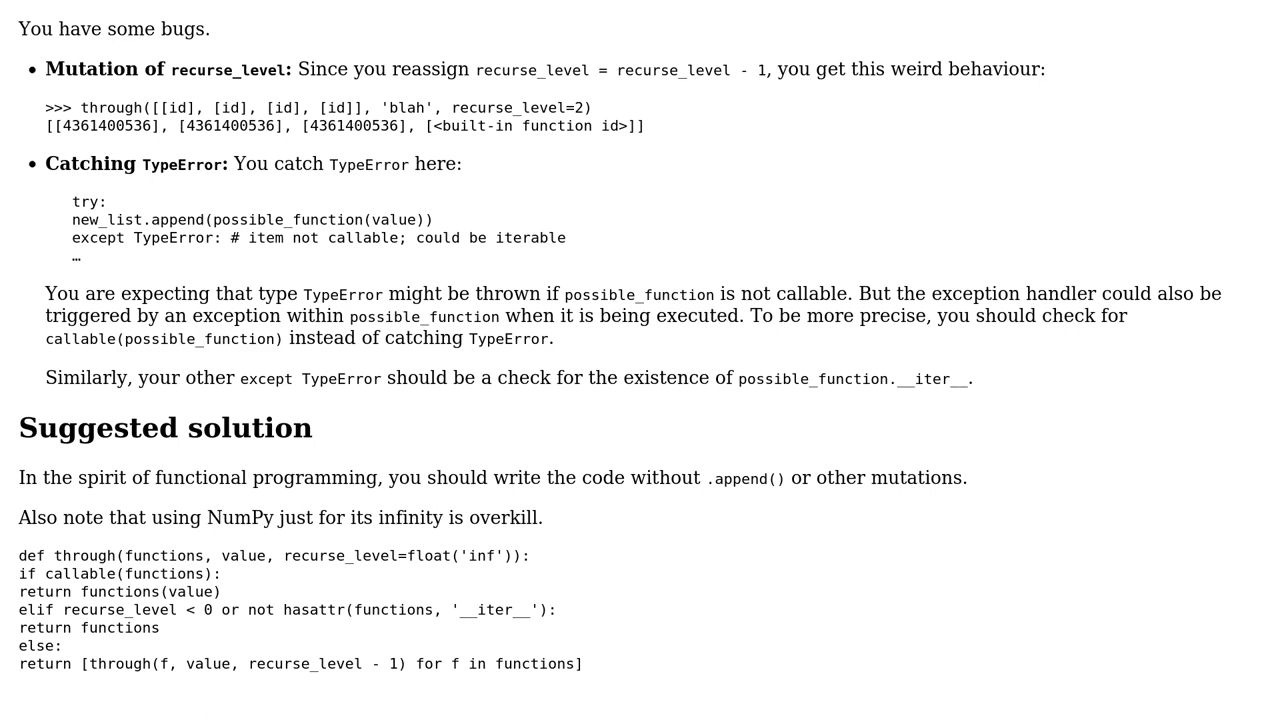 You have some bugs.
• Mutation of recurse_level: Since you reassign recurse_level = recurse_level - 1, you get this weird behaviour:
>>> through([[id], [id], [id], [id]], 'blah', recurse_level=2)
[[4361400536], [4361400536], [4361400536], [<built-in function id>]]
• Catching TypeError: You catch TypeError here:
try:
new_list.append(possible_function(value))
except TypeError: # item not callable; could be iterable
…
You are expecting that type TypeError might be thrown if possible_function is not callable. But the exception handler could also be
triggered by an exception within possible_function when it is being executed. To be more precise, you should check for
callable(possible_function) instead of catching TypeError.
Similarly, your other except TypeError should be a check for the existence of possible_function.__iter__.
Suggested solution
In the spirit of functional programming, you should write the code without .append() or other mutations.
Also note that using NumPy just for its infinity is overkill.
def through(functions, value, recurse_level=float('inf')):
if callable(functions):
return functions(value)
elif recurse_level < 0 or not hasattr(functions, '__iter__'):
return functions
else:
return [through(f, value, recurse_level - 1) for f in functions]